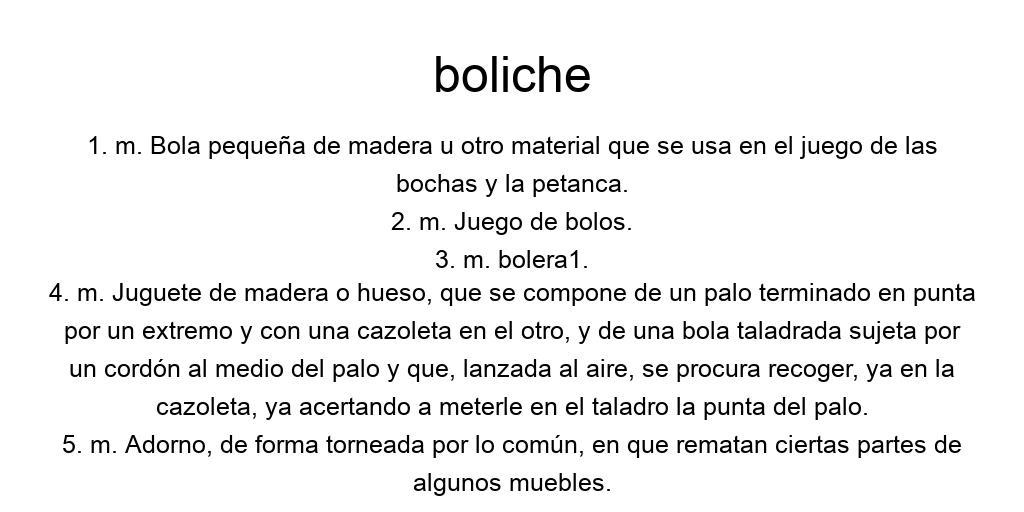 boliche
1. m. Bola pequeña de madera u otro material que se usa en el juego de las
bochas y la petanca.
2. m. Juego de bolos.
3. m. bolera1.
4. m. Juguete de madera o hueso, que se compone de un palo terminado en punta
por un extremo y con una cazoleta en el otro, y de una bola taladrada sujeta por
un cordón al medio del palo y que, lanzada al aire, se procura recoger, ya en la
cazoleta, ya acertando a meterle en el taladro la punta del palo.
5. m. Adorno, de forma torneada por lo común, en que rematan ciertas partes de
algunos muebles.